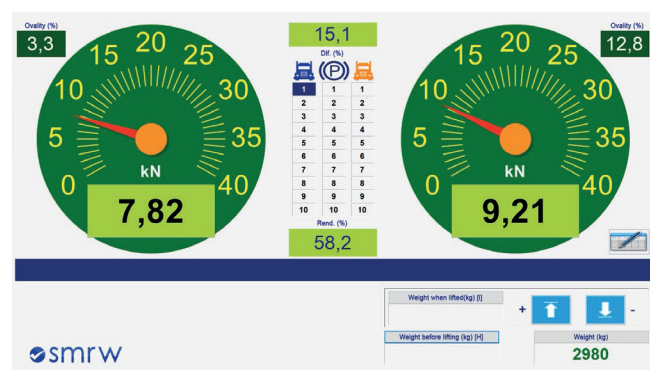 Ovality (%)
3,3
0
5
10
15
20
25
30
35
40
kN
7,82
15,1
Dif. (%)
P
1 1 1
2 2 2
3 3 3
4 4 4
5 5 5
6 6 6
7 7 7
8 8 8
9 9 9
10 10 10
Rend. (%)
58,2
Ovality (%)
12,8
0
5
10
15
20
25
30
35
40
kN
9,21
Weight when lifted(kg) [I]
+ -
Weight before lifting (kg) [H]
Weight (kg)
2980
smrw